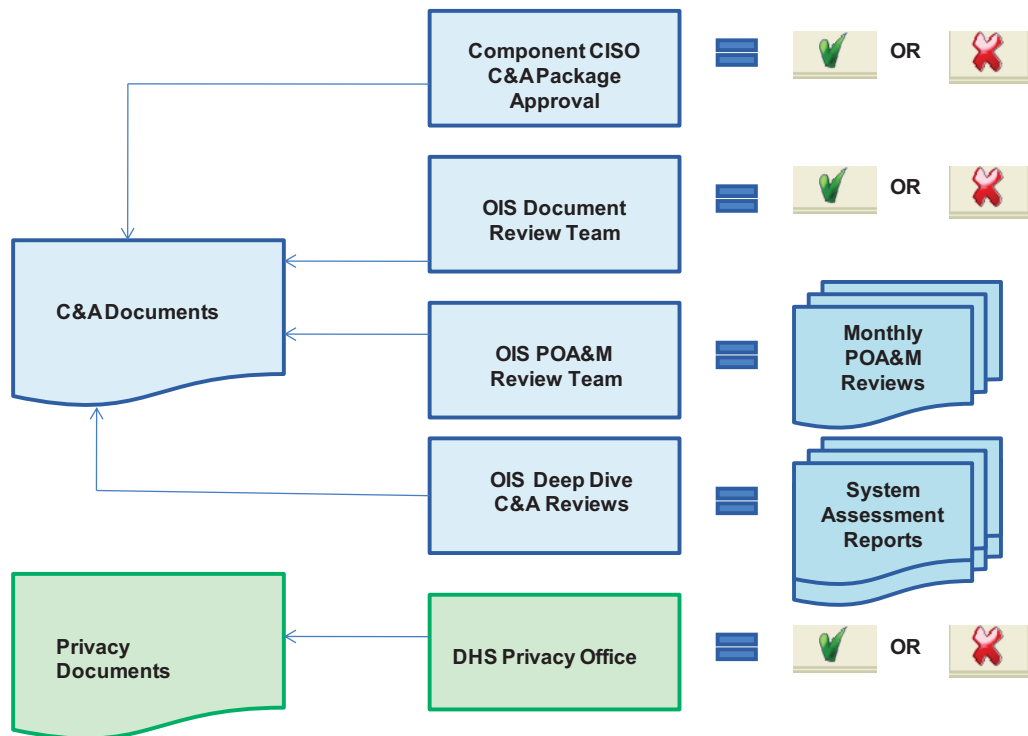 Component CISO
C&A Package
Approval
OR
OIS Document
Review Team
OR
C&A Documents
OIS POA&M
Review Team
Monthly
POA&M
Reviews
OIS Deep Dive
C&A Reviews
System
Assessment
Reports
Privacy
Documents
DHS Privacy Office
OR